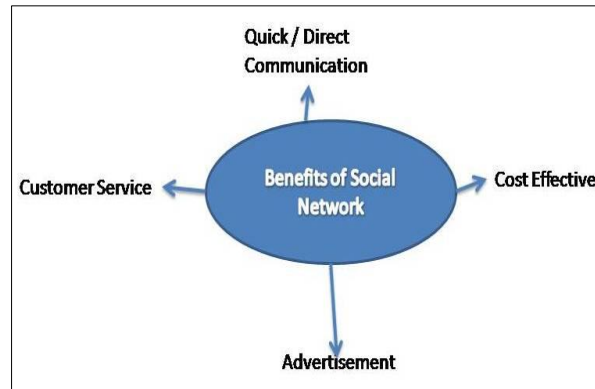 Quick / Direct
Communication
Customer Service
Benefits of Social
Network
Cost Effective
Advertisement